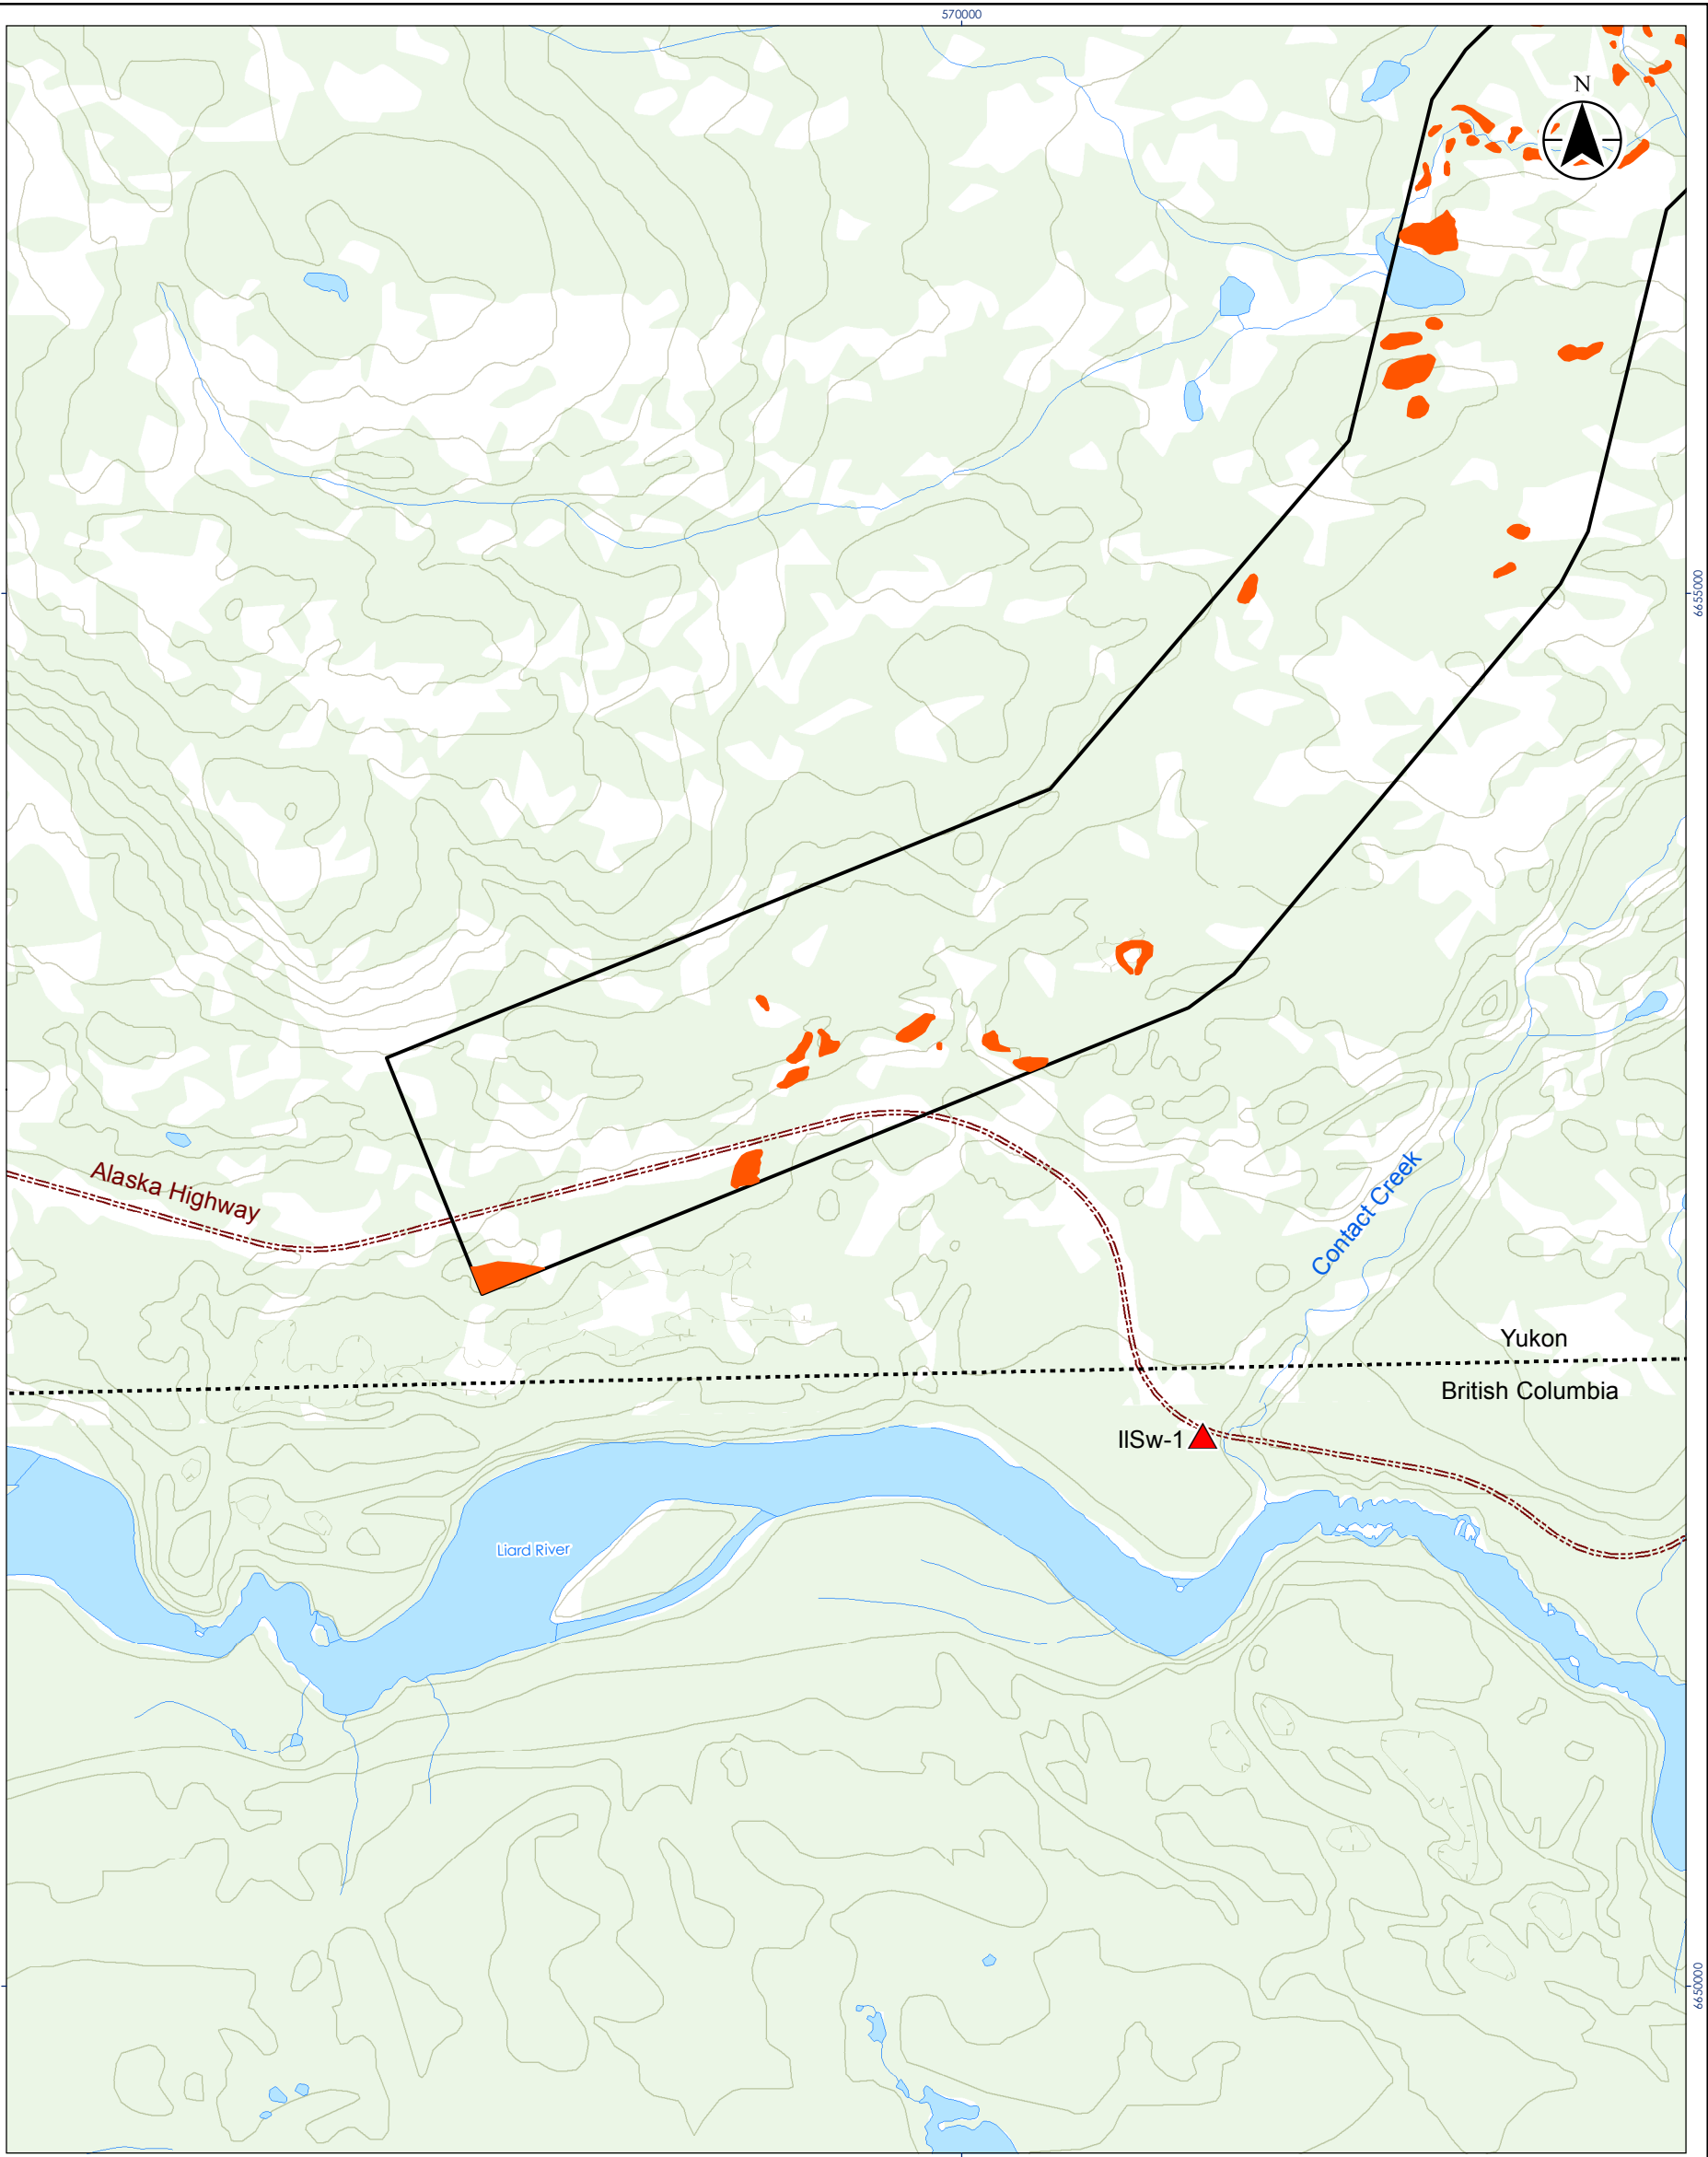 570000
N
6655000
Alaska Highway
Contact Creek
Yukon
British Columbia
IISw-1
Liard River
6650000